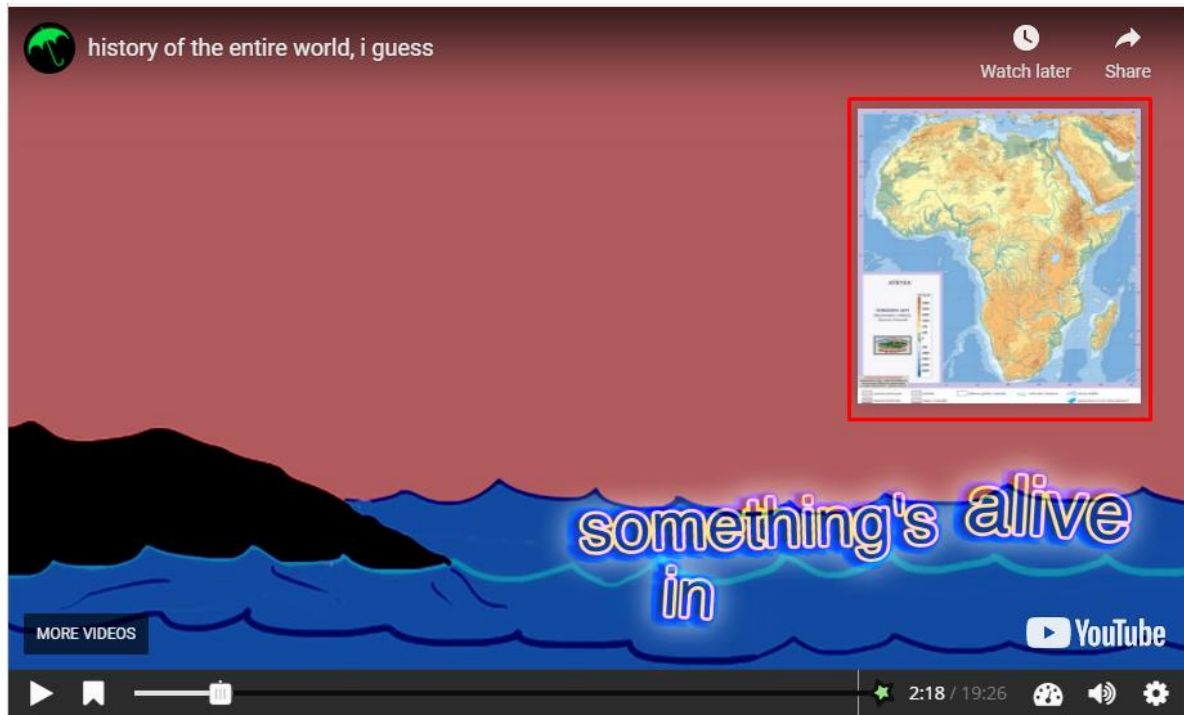 history of the entire world, i guess
Watch later
Share
something's alive
in
MORE VIDEOS
YouTube
2:18 / 19:26